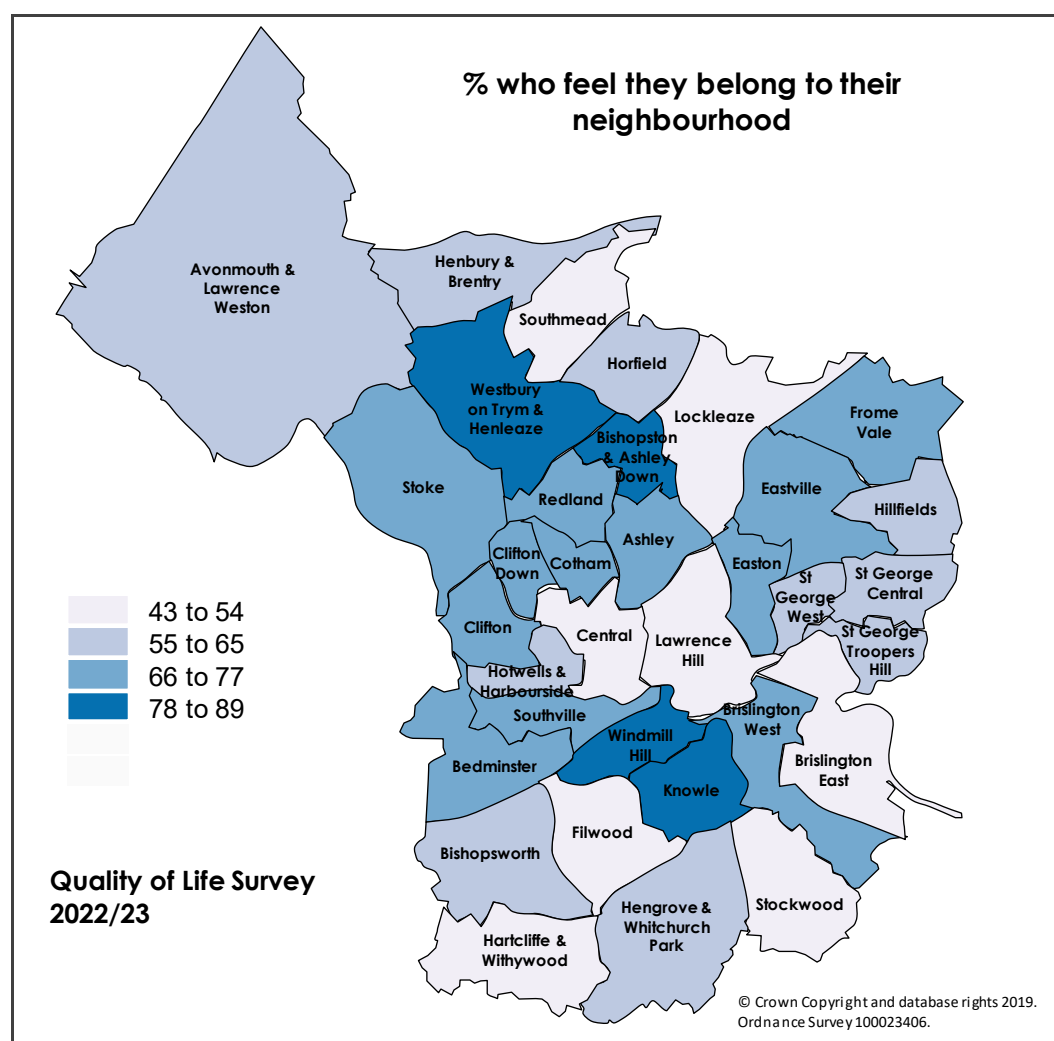 % who feel they belong to their
neighbourhood
Avonmouth &
Lawrence
Weston
Henbury &
Brentry
Southmead
Horfield
Lockleaze
Westbury
on Trym &
Henleaze
Bishopston
& Ashley
Down
Frome
Vale
Stoke
Redland
Eastville
Hillfields
Ashley
Clifton
Down
Cotham
Easton
St
George
West
St George
Central
Clifton
Central
Lawrence
Hill
St George
Troopers
Hill
Hotwells &
Harbourside
Southville
Windmill
Hill
Brislington
West
Bedminster
Knowle
Brislington
East
Filwood
Bishopsworth
Hengrove &
Whitchurch
Park
Stockwood
Hartcliffe &
Withywood
43 to 54
55 to 65
66 to 77
78 to 89
Quality of Life Survey
2022/23
© Crown Copyright and database rights 2019.
Ordnance Survey 100023406.